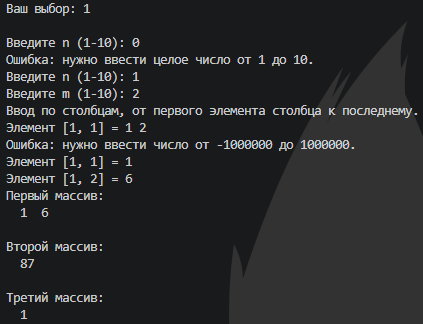 Ваш выбор: 1
Введите n (1-10): 0
Ошибка: нужно ввести целое число от 1 до 10.
Введите n (1-10): 1
Введите m (1-10): 2
Ввод по столбцам, от первого элемента столбца к последнему.
Элемент [1, 1] = 1 2
Ошибка: нужно ввести число от -1000000 до 1000000.
Элемент [1, 1] = 1
Элемент [1, 2] = 6
Первый массив:
1 6
Второй массив:
87
Третий массив:
1